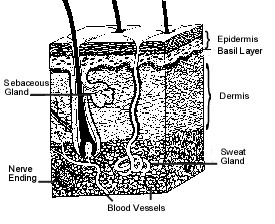 Epidermis
Basil Layer
Sebaceous
Gland
Dermis
Nerve
Ending
Sweat
Gland
Blood Vessels